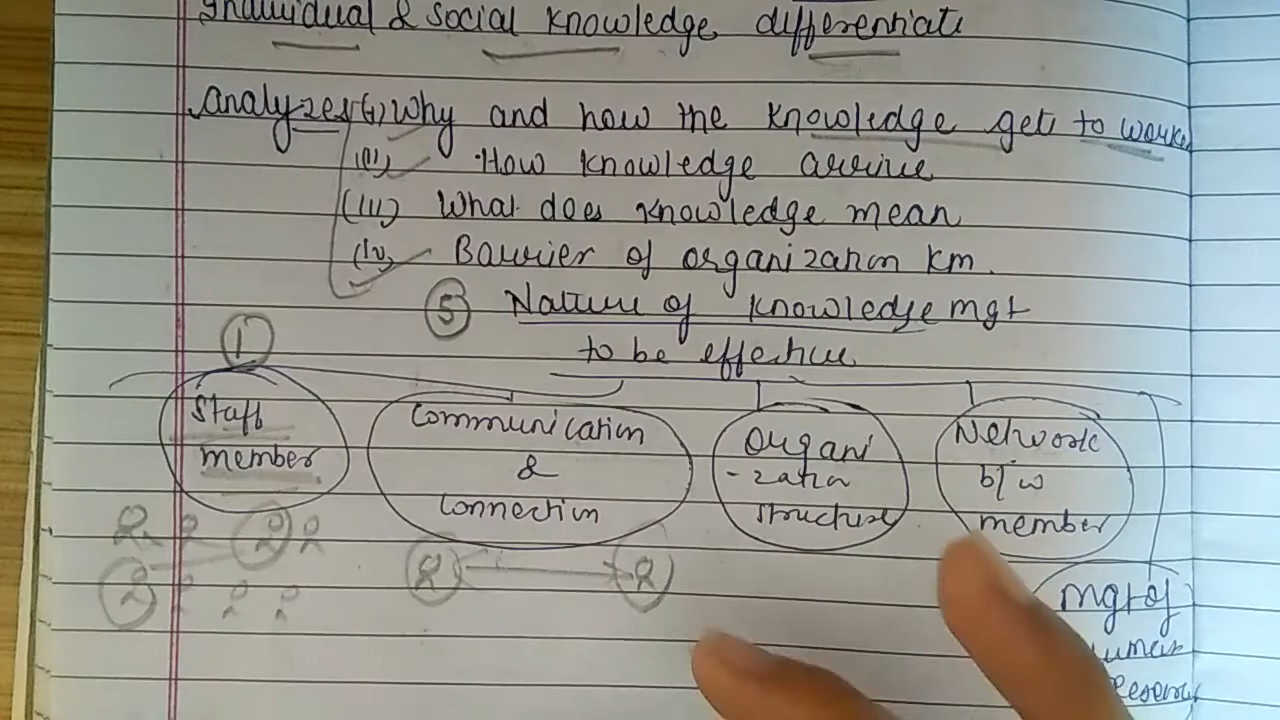 Individual & social knowledge differentiate
Analyzes (i) Why and how the knowledge gets to work
(ii) How knowledge arrive
(iii) What does knowledge mean
(iv) Barrier of organization km.
(5) Nature of knowledge mgt
to be effective
1
Staff
member
Communication
&
Connection
Organi
-zation
structure
Network
b/w
member
mgt of
Human